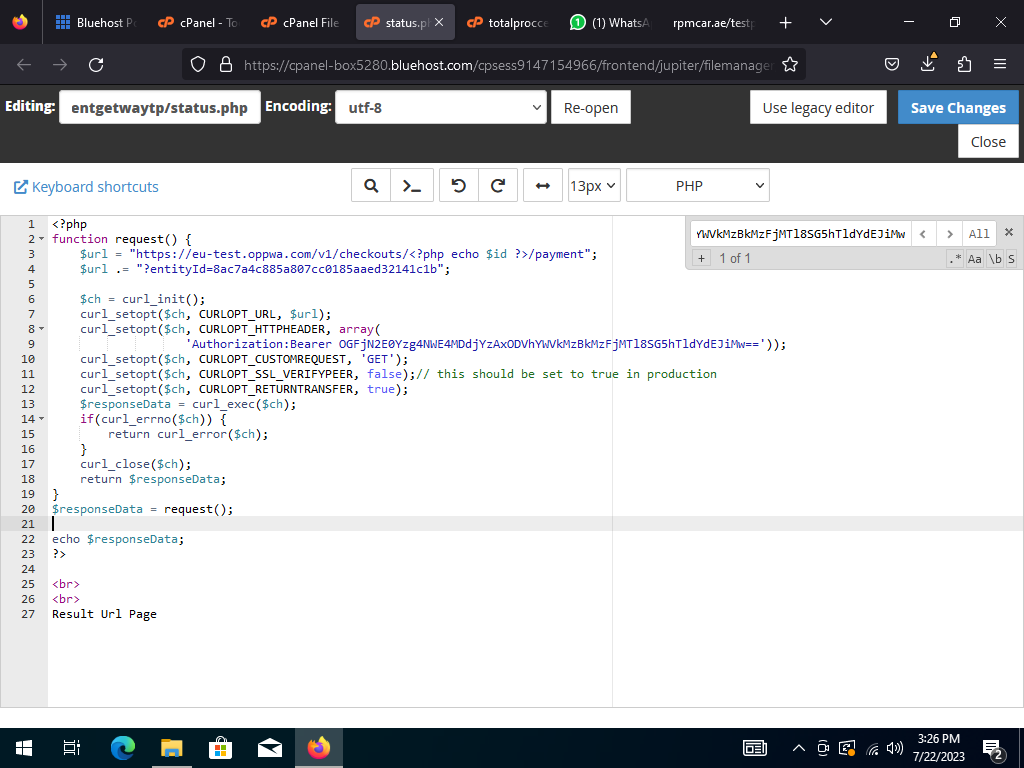 Bluehost P
cPanel - To
cPanel File
status.p
totalprocce
(1) WhatsA
rpmcar.ae/testp
https://cpanel-box5280.bluehost.com/cpsess9147154966/frontend/jupiter/filemanager
Editing: entgetwaytp/status.php Encoding: utf-8 Re-open Use legacy editor Save Changes
Close
Keyboard shortcuts 13px PHP
YWVkMzBkMzFjMTl8SG5hTldYdEJiMw All
+ 1 of 1 .* Aa \b S
1 <?php
2 function request() {
3 $url = "https://eu-test.oppwa.com/v1/checkouts/<?php echo $id ?>/payment";
4 $url .= "?entityId=8ac7a4c885a807cc0185aaed32141c1b";
5
6 $ch = curl_init();
7 curl_setopt($ch, CURLOPT_URL, $url);
8 curl_setopt($ch, CURLOPT_HTTPHEADER, array(
9 'Authorization:Bearer OGFjN2E0Yzg4NWE4MDdjYzAxODVhYWVkMzBkMzFjMTl8SG5hTldYdEJiMw=='));
10 curl_setopt($ch, CURLOPT_CUSTOMREQUEST, 'GET');
11 curl_setopt($ch, CURLOPT_SSL_VERIFYPEER, false);// this should be set to true in production
12 curl_setopt($ch, CURLOPT_RETURNTRANSFER, true);
13 $responseData = curl_exec($ch);
14 if(curl_errno($ch)) {
15 return curl_error($ch);
16 }
17 curl_close($ch);
18 return $responseData;
19 }
20 $responseData = request();
21
22 echo $responseData;
23 ?>
24
25 <br>
26 <br>
27 Result Url Page
3:26 PM
7/22/2023
2